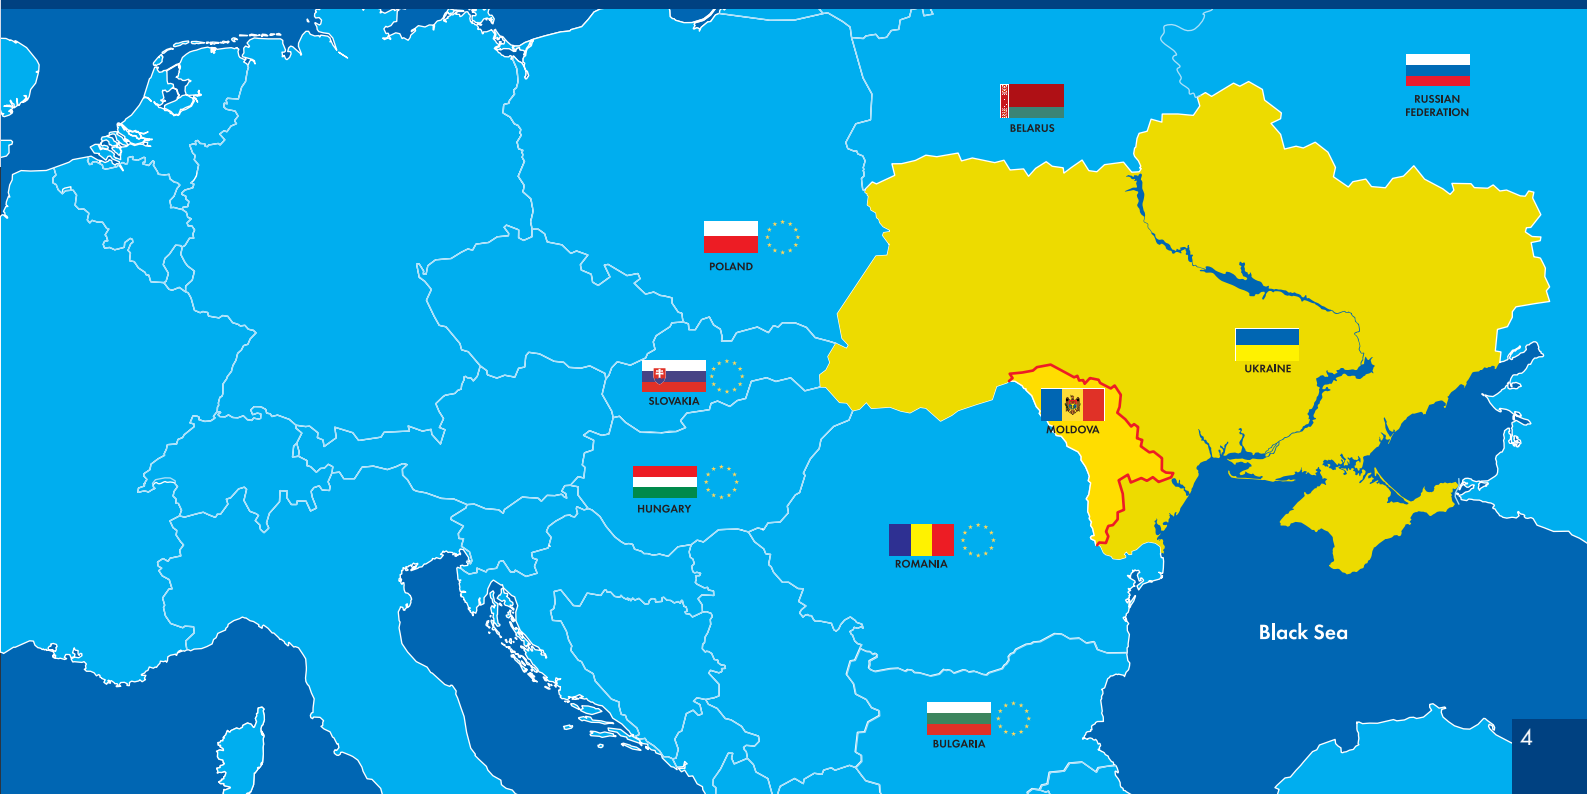 RUSSIAN
FEDERATION
BELARUS
POLAND
UKRAINE
SLOVAKIA
MOLDOVA
HUNGARY
ROMANIA
Black Sea
BULGARIA
4